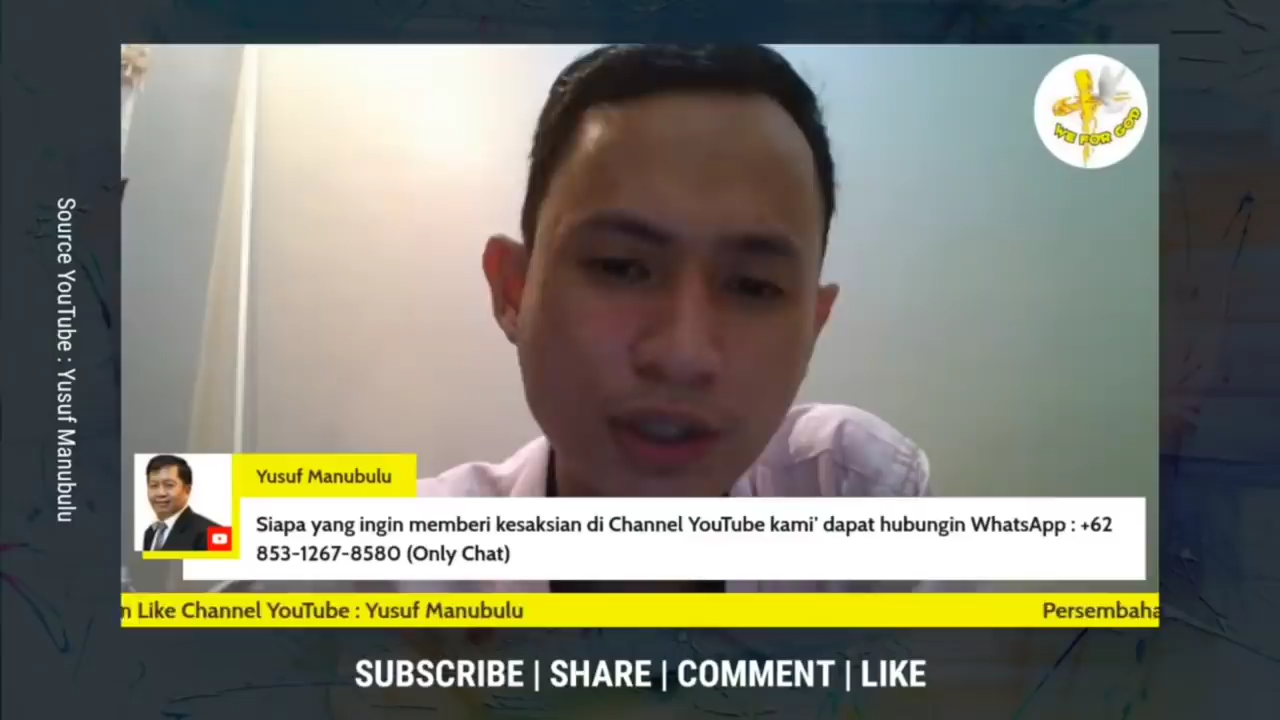 WE FOR GOD
Source YouTube : Yusuf Manubulu
Yusuf Manubulu
Siapa yang ingin memberi kesaksian di Channel YouTube kami' dapat hubungin WhatsApp : +62
853-1267-8580 (Only Chat)
n Like Channel YouTube : Yusuf Manubulu Persembaha
SUBSCRIBE | SHARE | COMMENT | LIKE